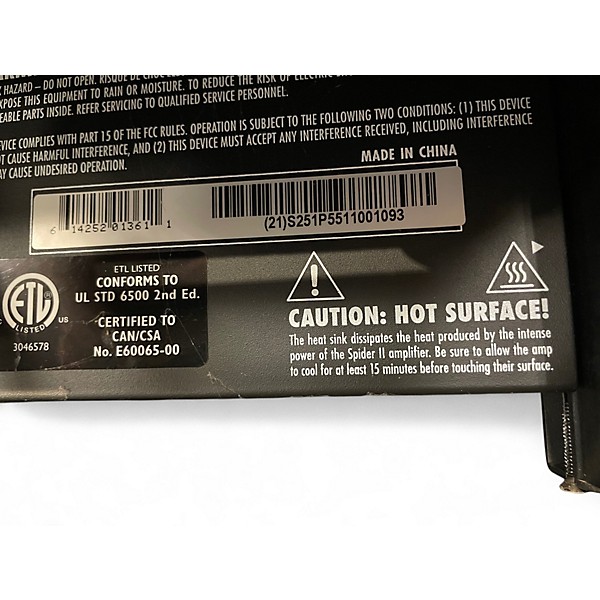 HAZARD – DO NOT OPEN. RISQUE DE CHOC
EXPOSE THIS EQUIPMENT TO RAIN OR MOISTURE. TO REDUCE THE RISK OF ELECTRIC
PARTS INSIDE. REFER SERVICING TO QUALIFIED SERVICE PERSONNEL.
DEVICE COMPLIES WITH PART 15 OF THE FCC RULES. OPERATION IS SUBJECT TO THE FOLLOWING TWO CONDITIONS: (1) THIS DEVICE
CAUSE HARMFUL INTERFERENCE, AND (2) THIS DEVICE MUST ACCEPT ANY INTERFERENCE RECEIVED, INCLUDING INTERFERENCE
CAUSE UNDESIRED OPERATION.
MADE IN CHINA
6 14252 01361 1
(21)S251P5511001093
ETL LISTED
CONFORMS TO
UL STD 6500 2nd Ed.
CERTIFIED TO
CAN/CSA
No. E60065-00
ETL
LISTED
US
3046578
CAUTION: HOT SURFACE!
The heat sink dissipates the heat produced by the intense
power of the Spider II amplifier. Be sure to allow the amp
to cool for at least 15 minutes before touching their surface.